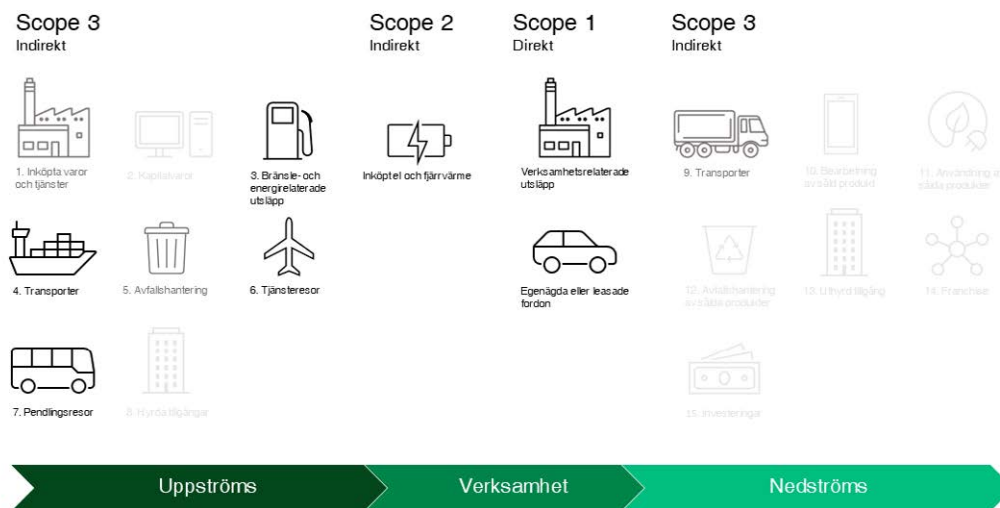 Scope 3
Indirekt
Scope 2
Indirekt
Scope 1
Direkt
Scope 3
Indirekt
1. Inköpta varor
och tjänster
2. Kapitalvaror
3. Bränsle- och
energirelaterade
utsläpp
Inköpt el och fjärrvärme
Verksamhetsrelaterade
utsläpp
9. Transporter
10. Bearbetning
av såld produkt
11. Användning a
sålda produkter
4. Transporter
5. Avfallshantering
6. Tjänsteresor
Egenägda eller leasade
fordon
12. Avfallshantering
av sålda produkter
13. Uthyrd tillgång
14. Franchise
7. Pendlingsresor
8. Hyrda tillgångar
15. Investeringar
Uppströms
Verksamhet
Nedströms